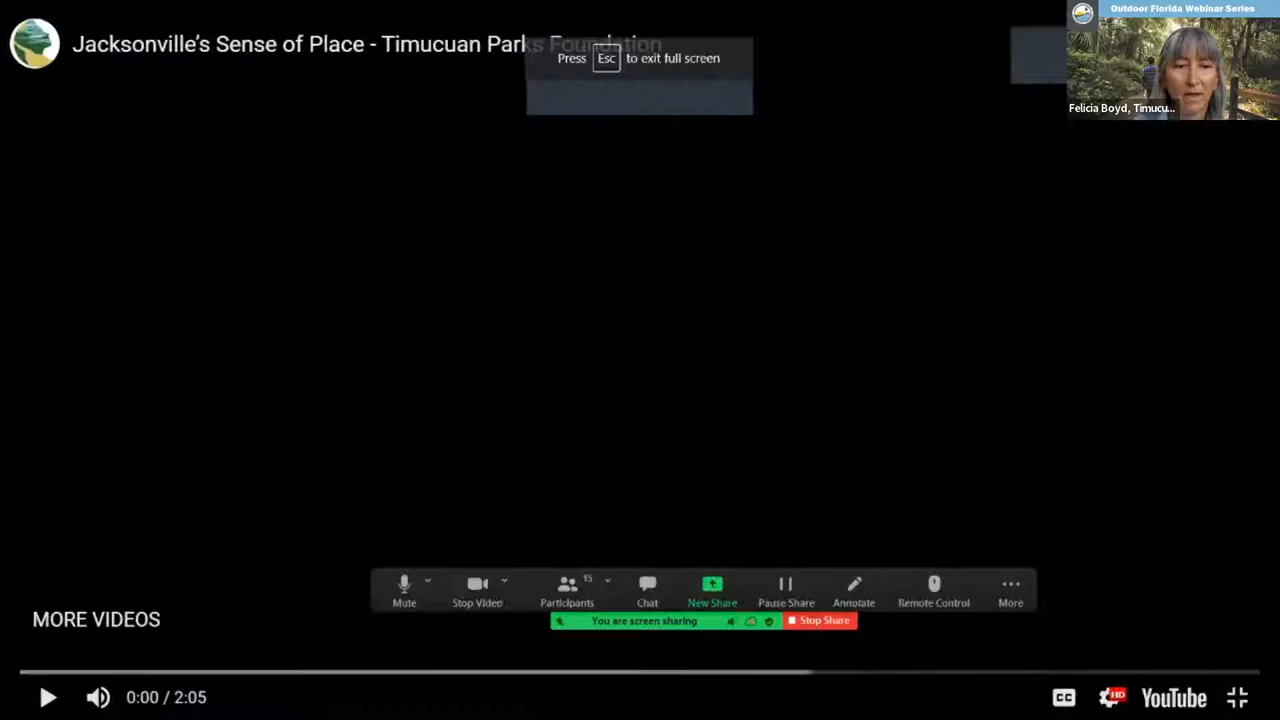 Outdoor Florida Webinar Series
Jacksonville's Sense of Place - Timucuan Parks Foundation
Press Esc to exit full screen
Felicia Boyd, Timucu...
15
Mute Stop Video Participants Chat New Share Pause Share Annotate Remote Control More
You are screen sharing Stop Share
MORE VIDEOS
0:00 / 2:05 CC HD YouTube